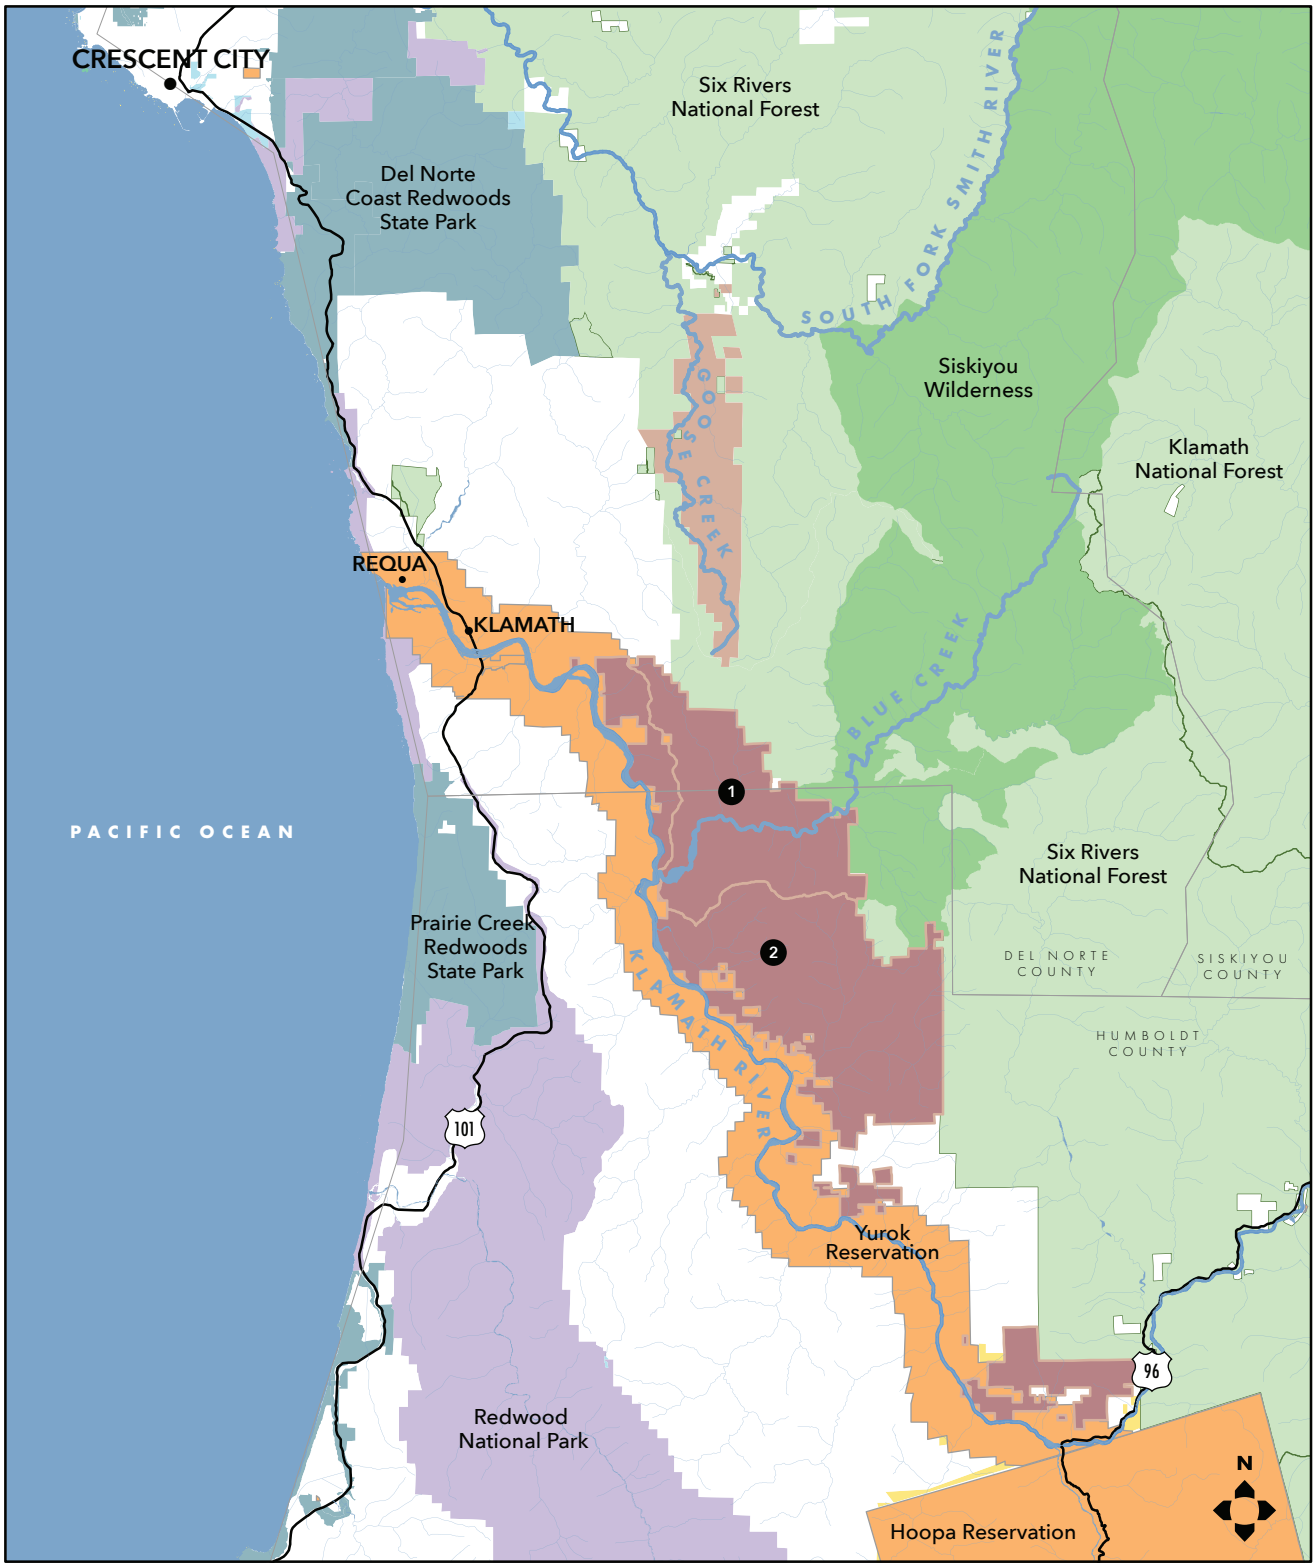 CRESCENT CITY
Six Rivers
National Forest
SOUTH FORK SMITH RIVER
Del Norte
Coast Redwoods
State Park
Siskiyou
Wilderness
GOOSE CREEK
Klamath
National Forest
REQUA
KLAMATH
BLUE CREEK
1
PACIFIC OCEAN
Six Rivers
National Forest
Prairie Creek
Redwoods
State Park
2
KLAMATH RIVER
DEL NORTE
COUNTY
SISKIYOU
COUNTY
HUMBOLDT
COUNTY
101
Yurok
Reservation
96
Redwood
National Park
N
Hoopa Reservation